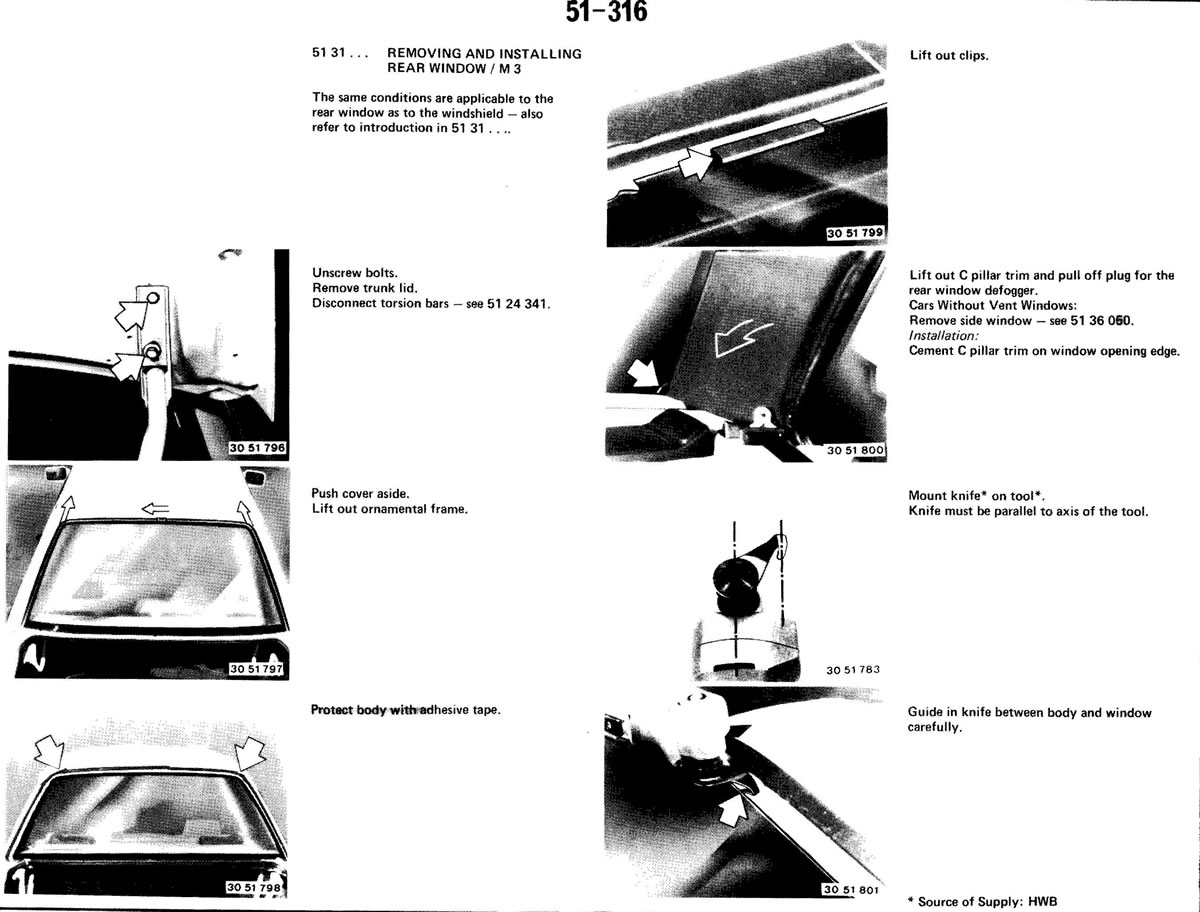 51-316
51 31 . . . REMOVING AND INSTALLING
REAR WINDOW / M 3
The same conditions are applicable to the
rear window as to the windshield — also
refer to introduction in 51 31 . . ..
30 51 796
Unscrew bolts.
Remove trunk lid.
Disconnect torsion bars — see 51 24 341.
30 51 797
Push cover aside.
Lift out ornamental frame.
30 51 798
Protect body with adhesive tape.
30 51 799
Lift out clips.
30 51 800
Lift out C pillar trim and pull off plug for the
rear window defogger.
Cars Without Vent Windows:
Remove side window — see 51 36 060.
Installation:
Cement C pillar trim on window opening edge.
30 51 783
Mount knife* on tool*.
Knife must be parallel to axis of the tool.
30 51 801
Guide in knife between body and window
carefully.
* Source of Supply: HWB